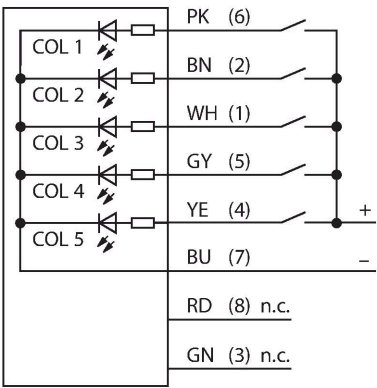 PK (6)
COL 1
BN (2)
COL 2
WH (1)
COL 3
GY (5)
COL 4
YE (4)
+
COL 5
BU (7)
–
RD (8) n.c.
GN (3) n.c.